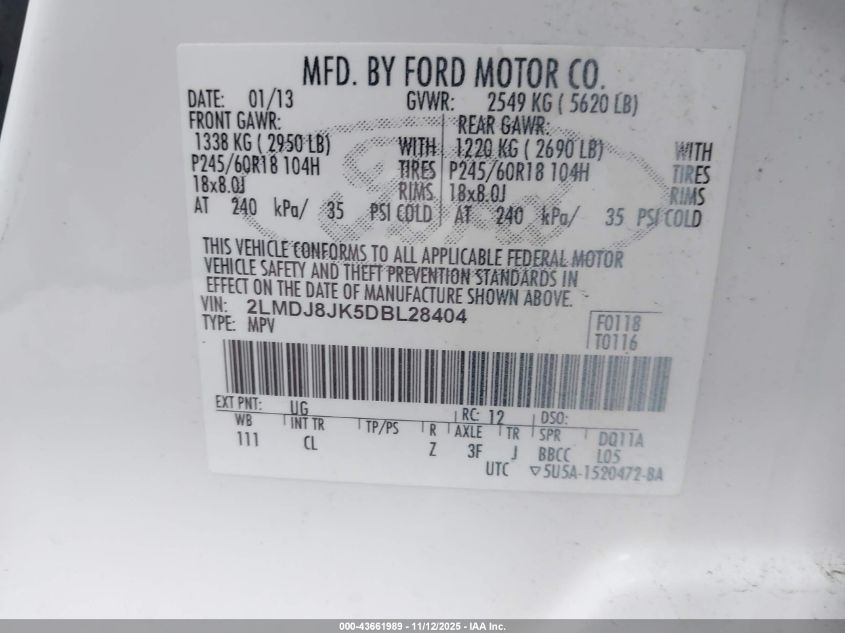 MFD. BY FORD MOTOR CO.
DATE: 01/13 GVWR: 2549 KG ( 5620 LB)
FRONT GAWR: REAR GAWR:
1338 KG ( 2950 LB) WITH 1220 KG ( 2690 LB) WITH
P245/60R18 104H TIRES P245/60R18 104H TIRES
18x8.0J RIMS 18x8.0J RIMS
AT 240 kPa/ 35 PSI COLD AT 240 kPa/ 35 PSI COLD
THIS VEHICLE CONFORMS TO ALL APPLICABLE FEDERAL MOTOR
VEHICLE SAFETY AND THEFT PREVENTION STANDARDS IN
EFFECT ON THE DATE OF MANUFACTURE SHOWN ABOVE.
VIN: 2LMDJ8JK5DBL28404
TYPE: MPV
F0118
T0116
EXT PNT: UG RC: 12 DSO:
WB INT TR TP/PS R AXLE TR SPR DQ11A
111 CL Z 3F J BBCC L05
UTC ▽5U5A-1520472-BA
000-43661989 - 11/12/2025 - IAA Inc.